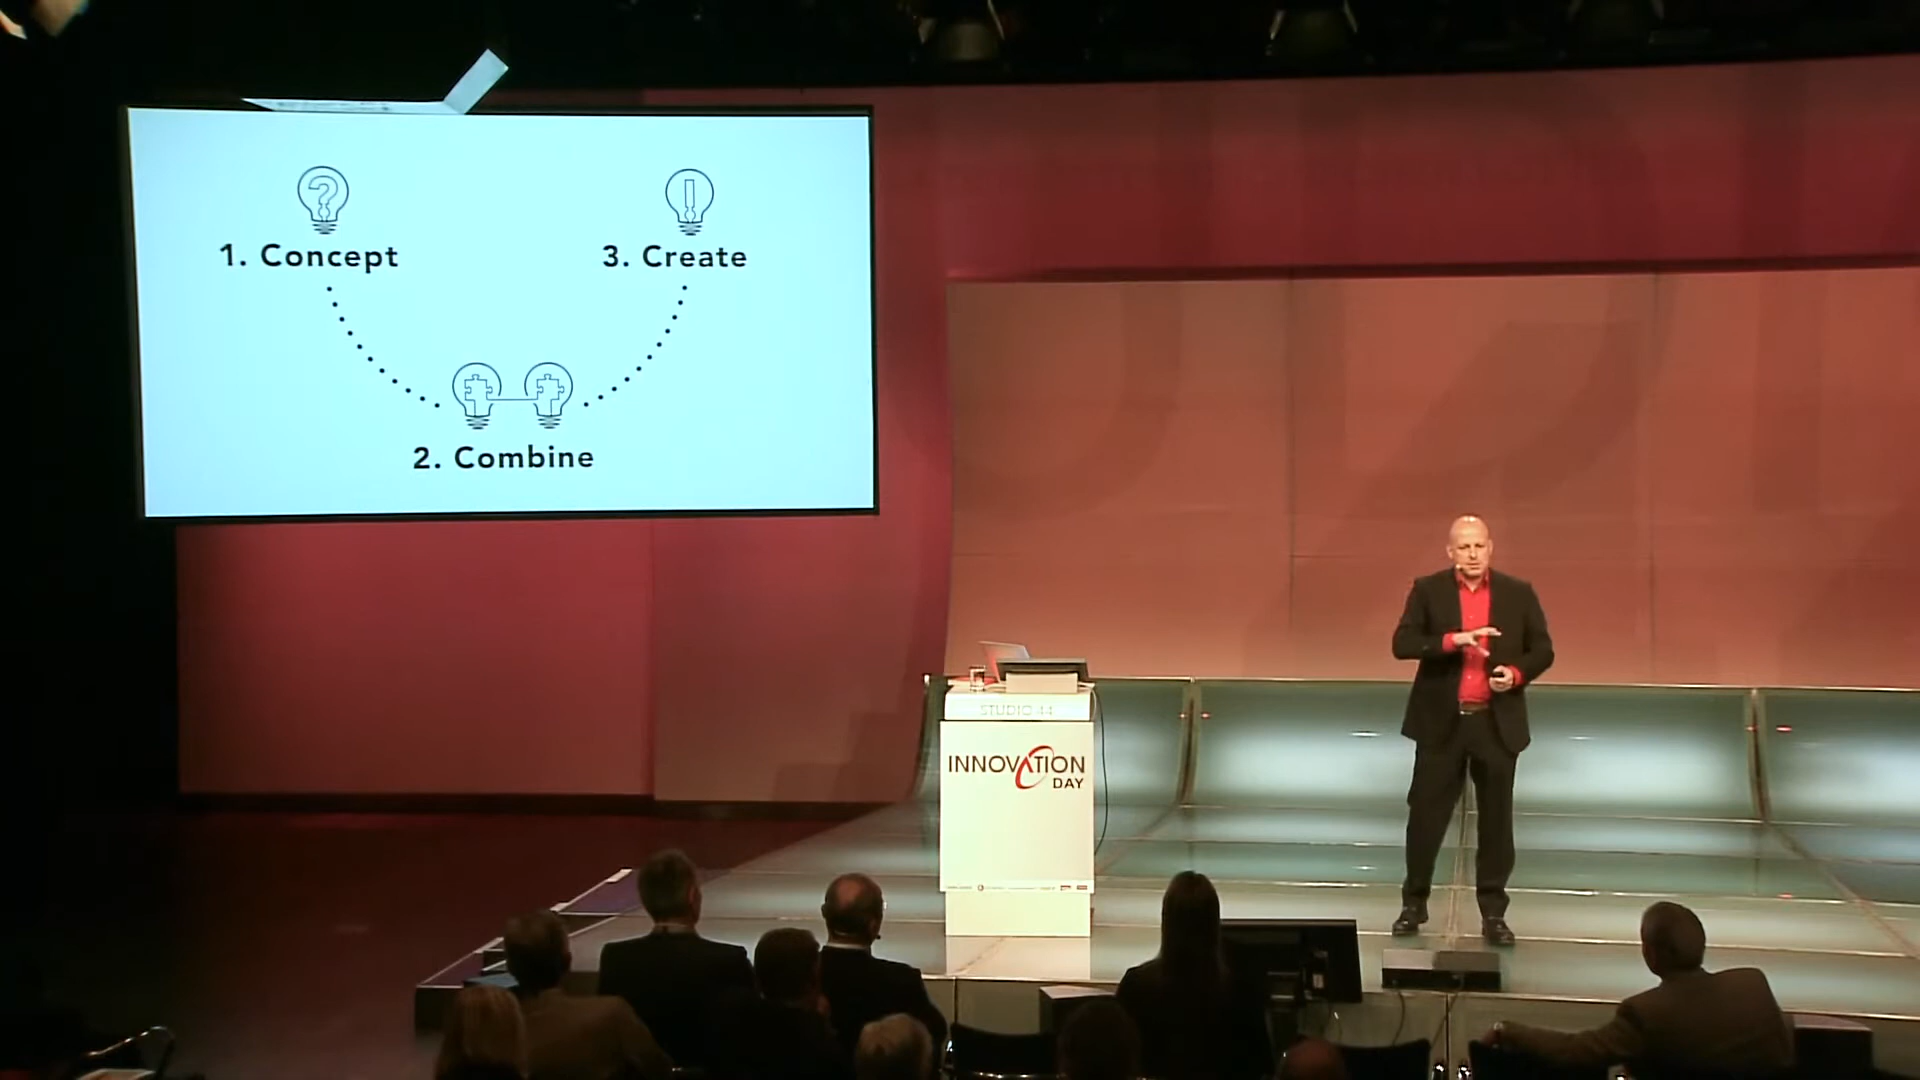 1. Concept
3. Create
2. Combine
STUDIO 44
INNOVATION
DAY